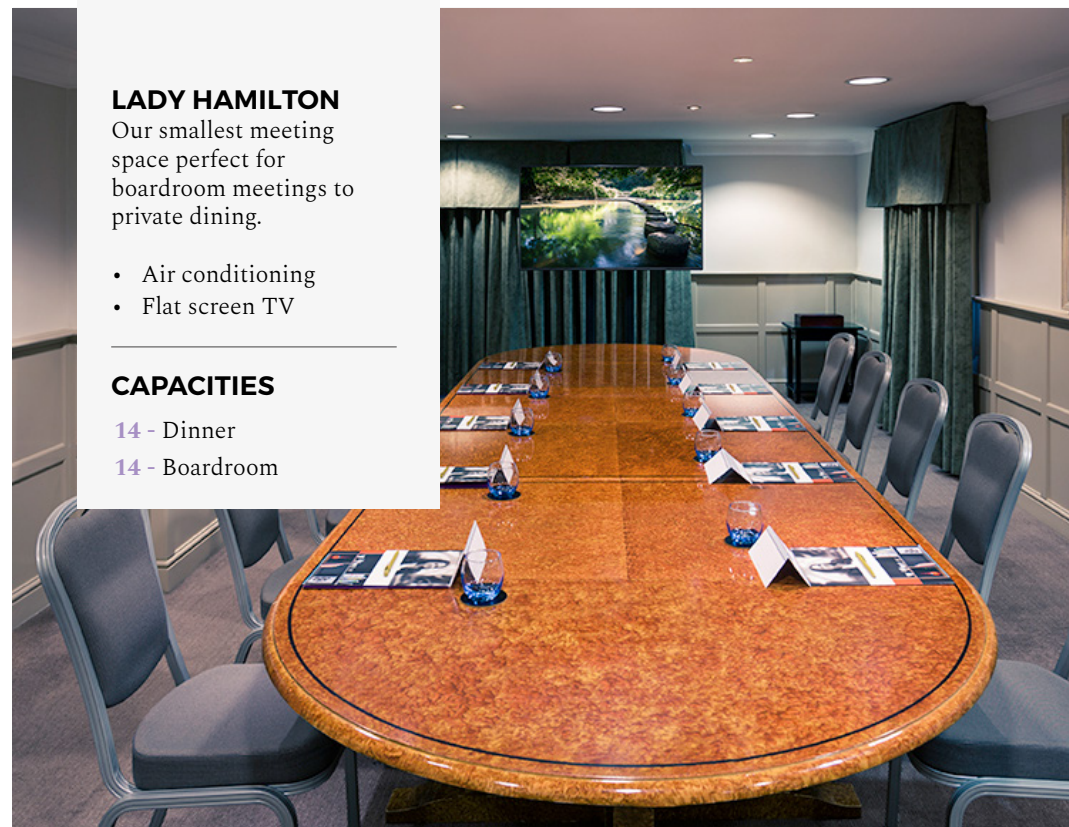 LADY HAMILTON
Our smallest meeting
space perfect for
boardroom meetings to
private dining.
• Air conditioning
• Flat screen TV
CAPACITIES
14 - Dinner
14 - Boardroom